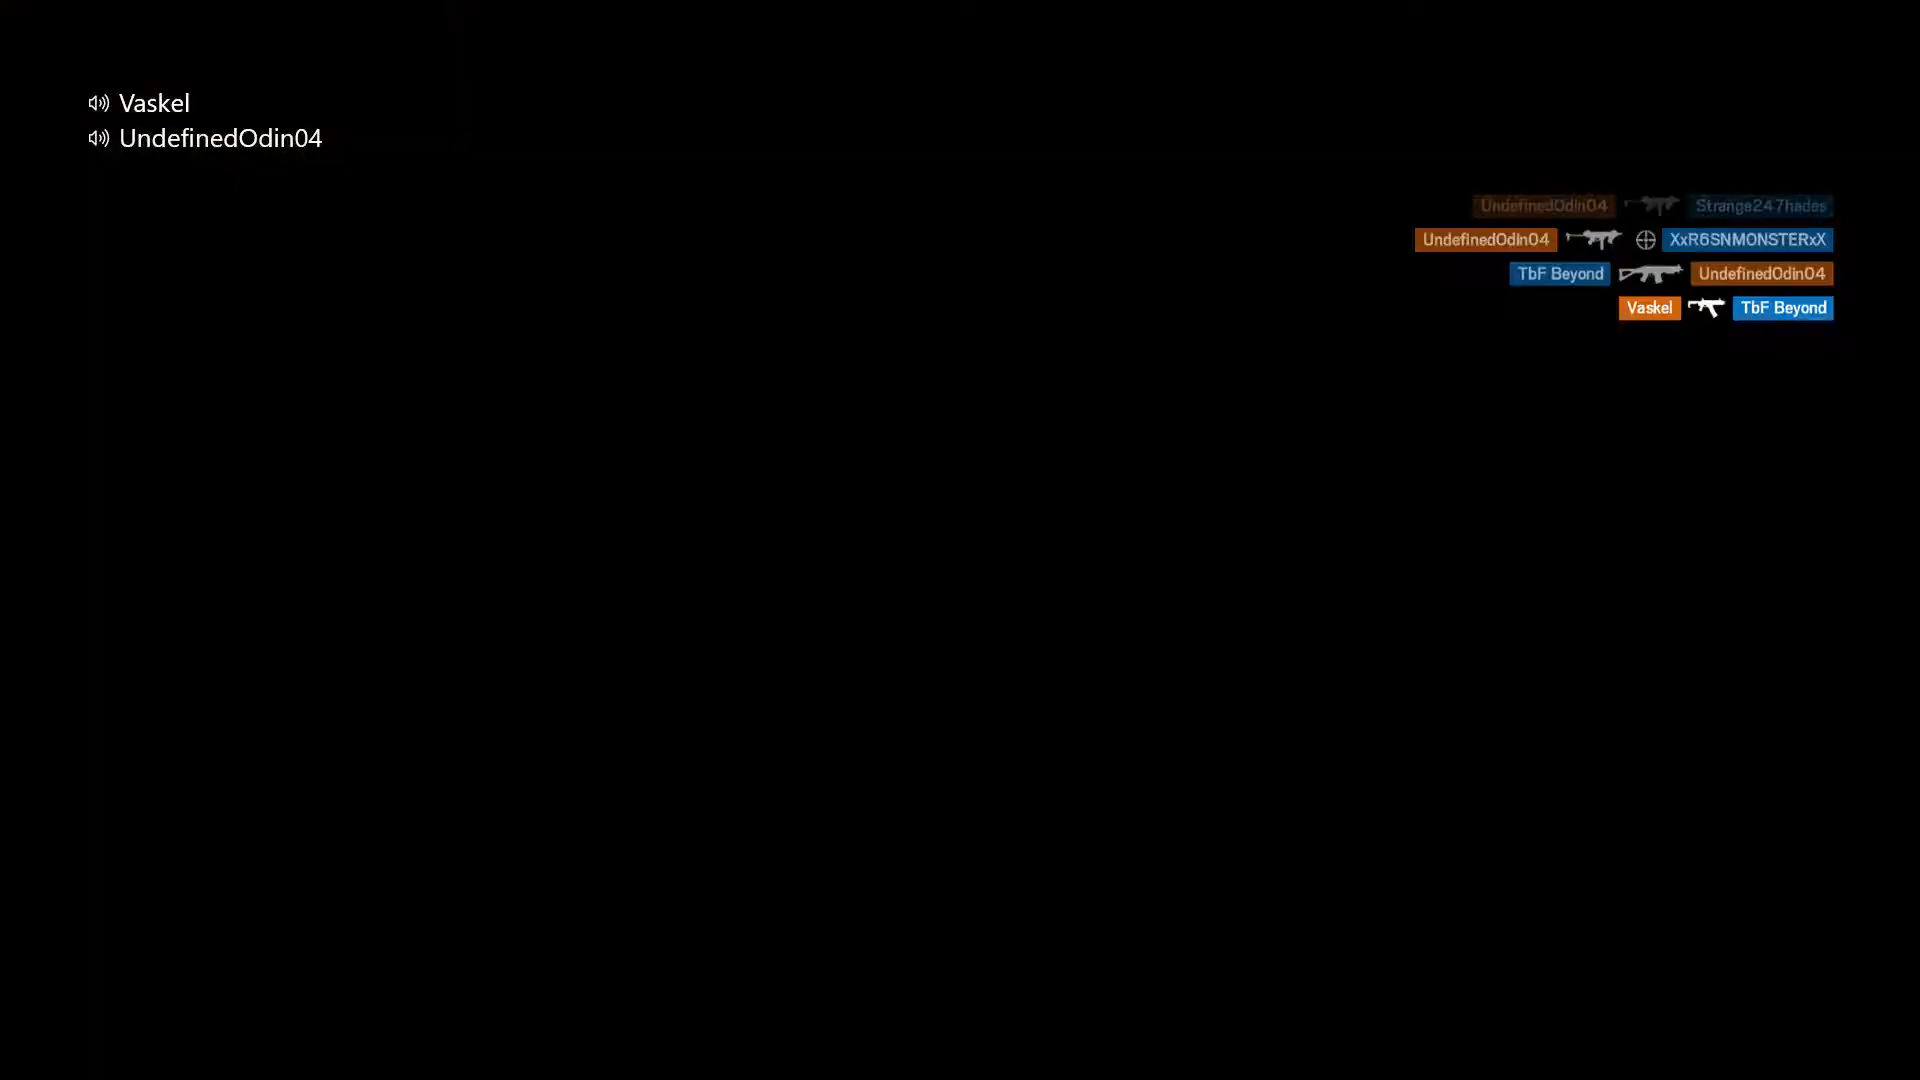 Vaskel
UndefinedOdin04
UndefinedOdin04 Strange247hades
UndefinedOdin04 XxR6SNMONSTERxX
TbF Beyond UndefinedOdin04
Vaskel TbF Beyond